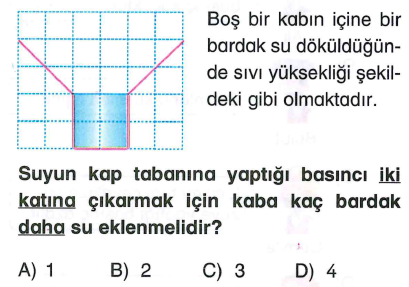 Boş bir kabın içine bir
bardak su döküldüğün-
de sıvı yüksekliği şekil-
deki gibi olmaktadır.
Suyun kap tabanına yaptığı basıncı iki
katına çıkarmak için kaba kaç bardak
daha su eklenmelidir?
A) 1 B) 2 C) 3 D) 4